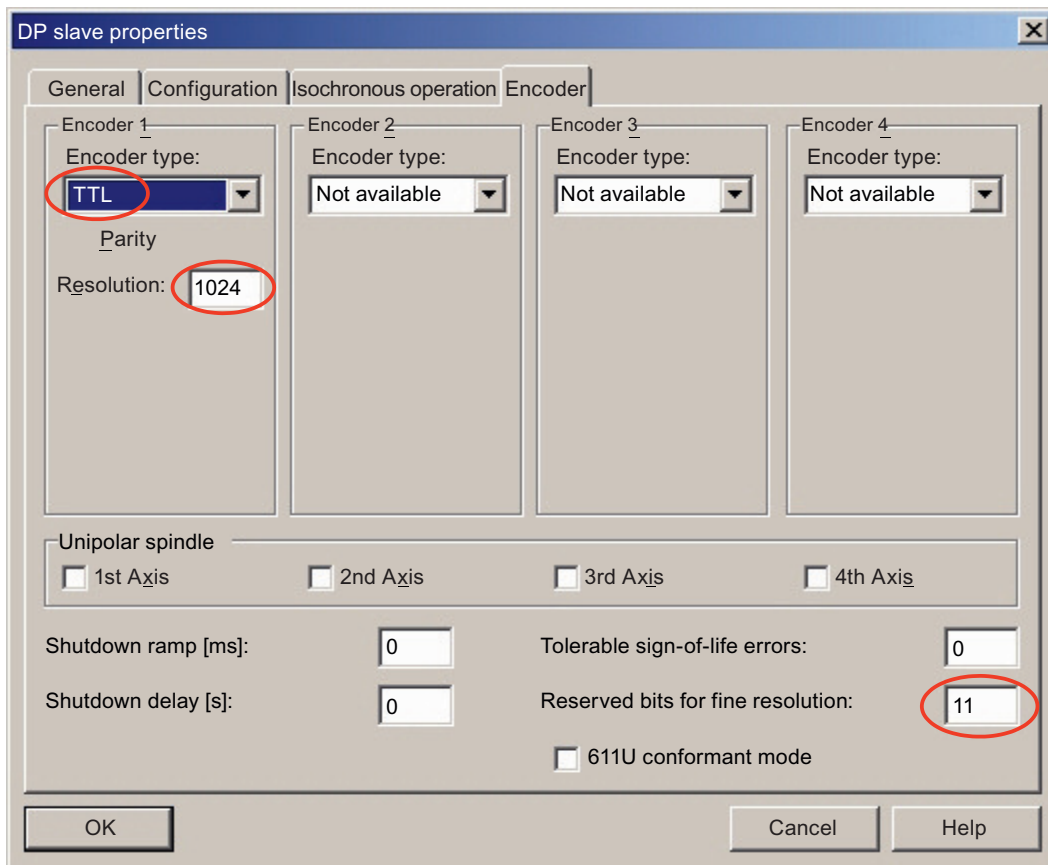 DP slave properties
General Configuration Isochronous operation Encoder
Encoder 1 Encoder 2 Encoder 3 Encoder 4
Encoder type: Encoder type: Encoder type: Encoder type:
TTL Not available Not available Not available
Parity
Resolution: 1024
Unipolar spindle
1st Axis 2nd Axis 3rd Axis 4th Axis
Shutdown ramp [ms]: 0 Tolerable sign-of-life errors: 0
Shutdown delay [s]: 0 Reserved bits for fine resolution: 11
611U conformant mode
OK Cancel Help